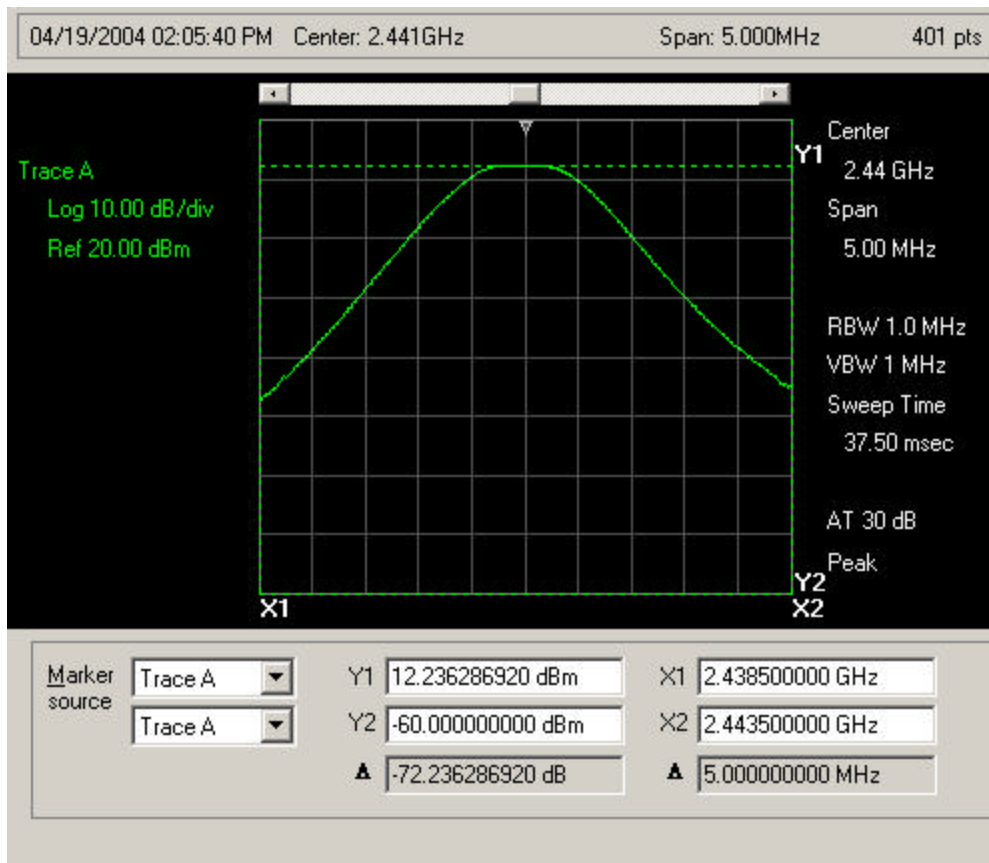 04/19/2004 02:05:40 PM Center: 2.441GHz Span: 5.000MHz 401 pts
Trace A
Log 10.00 dB/div
Ref 20.00 dBm
Y1
Center
2.44 GHz
Span
5.00 MHz
RBW 1.0 MHz
VBW 1 MHz
Sweep Time
37.50 msec
AT 30 dB
Peak
Y2
X1 X2
Marker source
Trace A
Trace A
Y1 12.236286920 dBm X1 2.438500000 GHz
Y2 -60.000000000 dBm X2 2.443500000 GHz
Δ -72.236286920 dB Δ 5.000000000 MHz